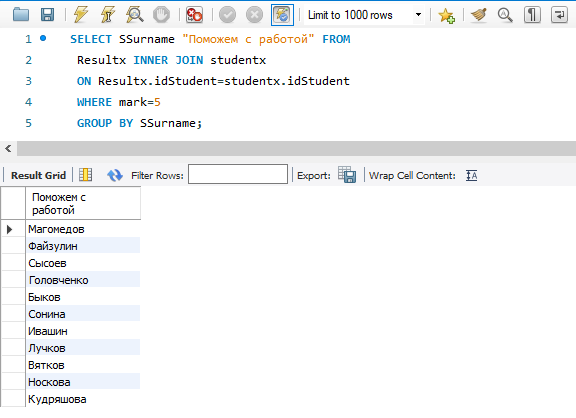 Limit to 1000 rows
1 SELECT SSurname "Поможем с работой" FROM
2 Resultx INNER JOIN studentx
3 ON Resultx.idStudent=studentx.idStudent
4 WHERE mark=5
5 GROUP BY SSurname;
Result Grid Filter Rows: Export: Wrap Cell Content: IA
Поможем с
работой
Магомедов
Файзулин
Сысоев
Головченко
Быков
Сонина
Ивашин
Лучков
Вятков
Носкова
Кудряшова